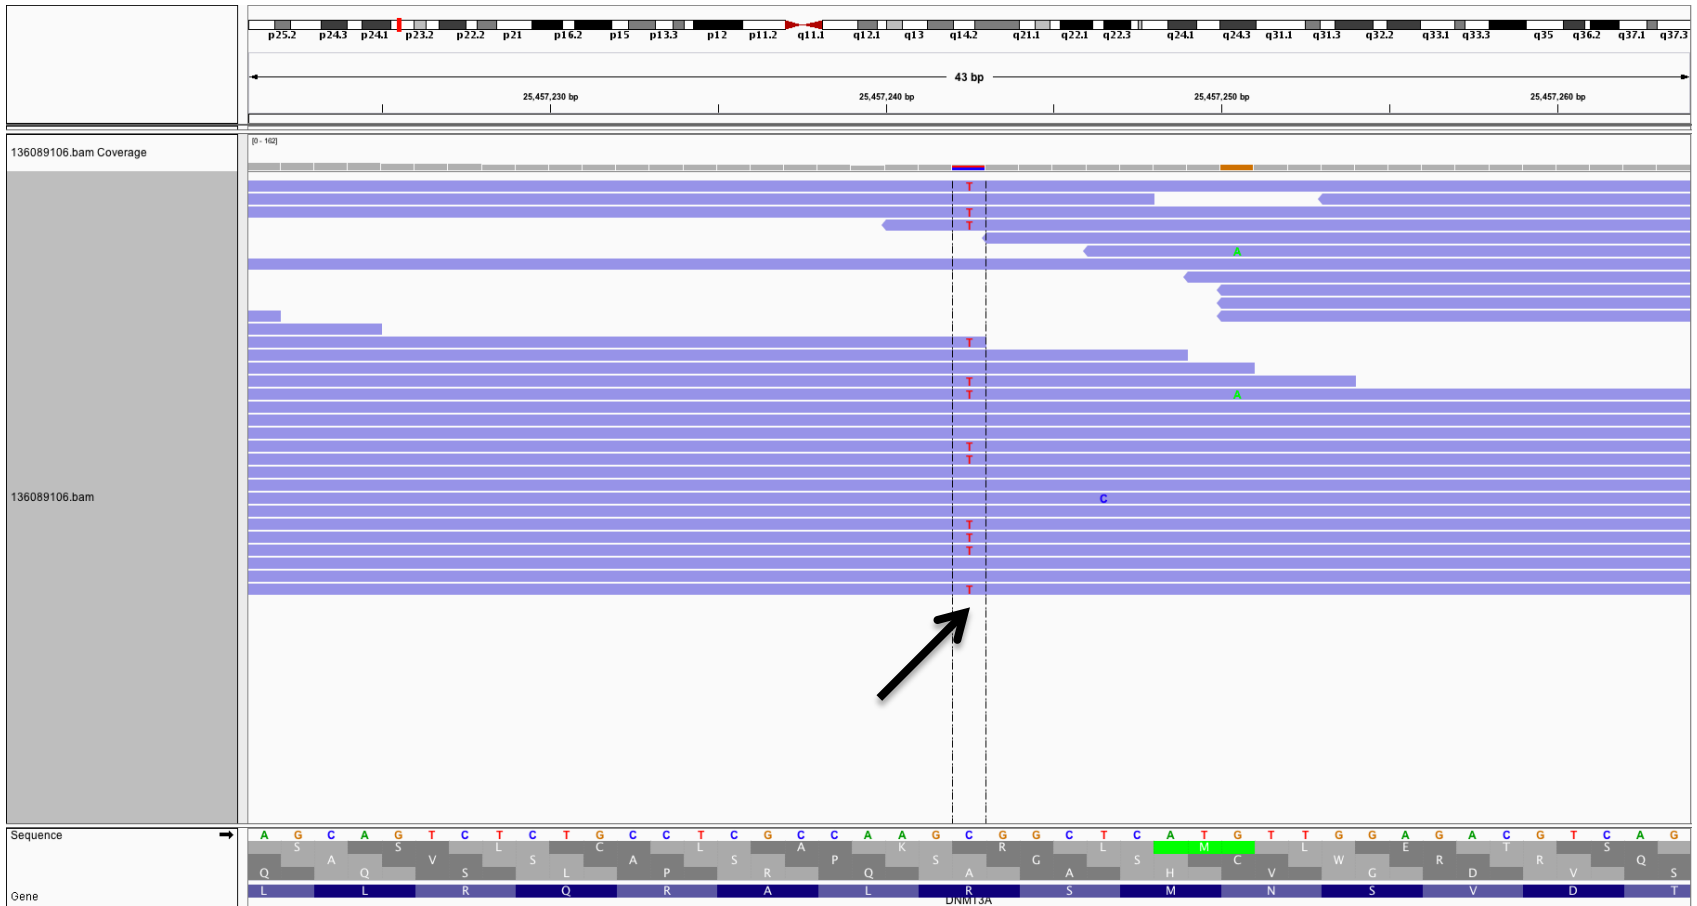 p25.2 p24.3 p24.1 p23.2 p22.2 p21 p16.2 p15 p13.3 p12 p11.2 q11.1 q12.1 q13 q14.2 q21.1 q22.1 q22.3 q24.1 q24.3 q31.1 q31.3 q32.2 q33.1 q33.3 q35 q36.2 q37.1 q37.3
43 bp
25,457,230 bp 25,457,240 bp 25,457,250 bp 25,457,260 bp
[0 - 162]
136089106.bam Coverage
T
T
T
A
T
T
T A
T
T
136089106.bam C
T
T
T
T
Sequence A G C A G T C T C T G C C T C G C C A A G C G G C T C A T G T T G G A G A C G T C A G
S S L C L A K R L M L E T S
A V S A S P S G S C W R R Q
Q Q S L P R Q A A H V G D V S
Gene L L R Q R A L R S M N S V D T
DNMT3A